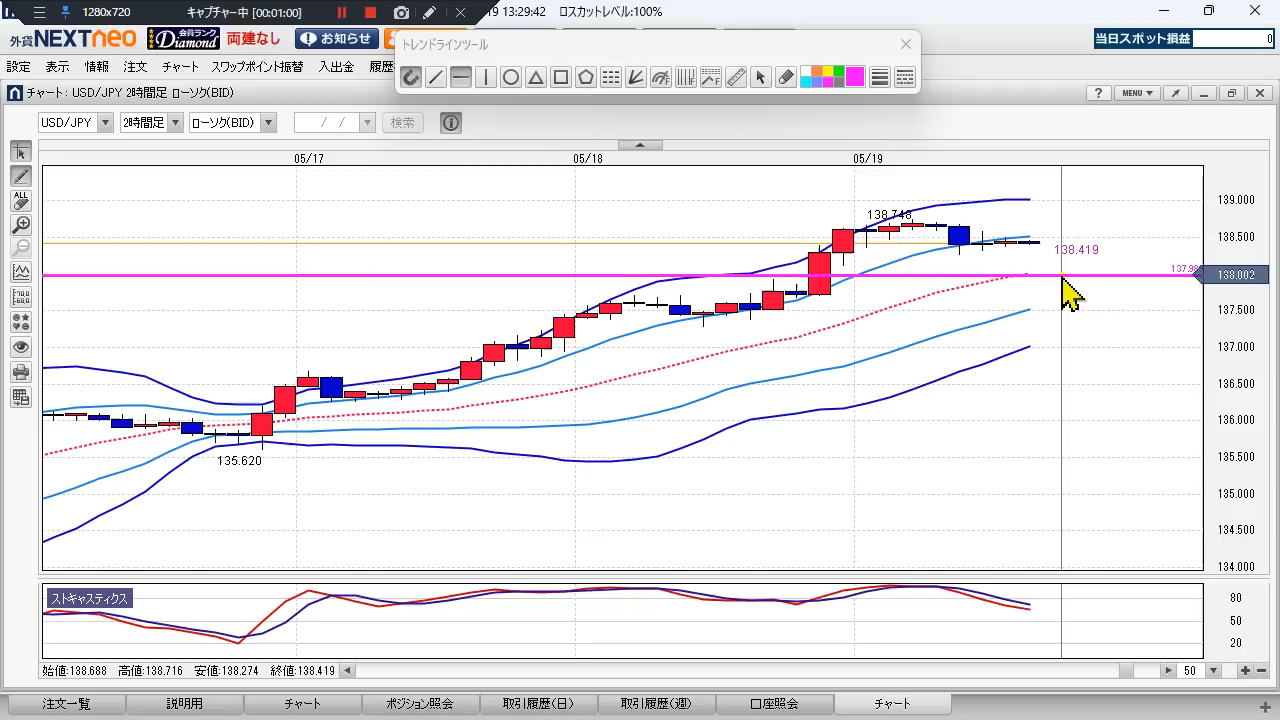 1280x720 キャプチャー中 [00:01:00] 19 13:29:42 ロスカットレベル:100%
外貨NEXTneo 会員ランク Diamond 両建なし お知らせ 当日スポット損益 0
トレンドラインツール
設定 表示 情報 注文 チャート スワップポイント振替 入出金 履歴
チャート : USD/JPY 2時間足 ローソク(BID) ? MENU
USD/JPY 2時間足 ローソク(BID) / / 検索
ALL
05/17 05/18 05/19
139.000
138.748
138.500
138.419
138.002
137.500
137.000
136.500
136.000
135.620
135.500
135.000
134.500
134.000
ストキャスティクス
80
50
20
始値:138.688 高値:138.716 安値:138.274 終値:138.419 50
注文一覧 説明用 チャート ポジション照会 取引履歴(日) 取引履歴(週) 口座照会 チャート